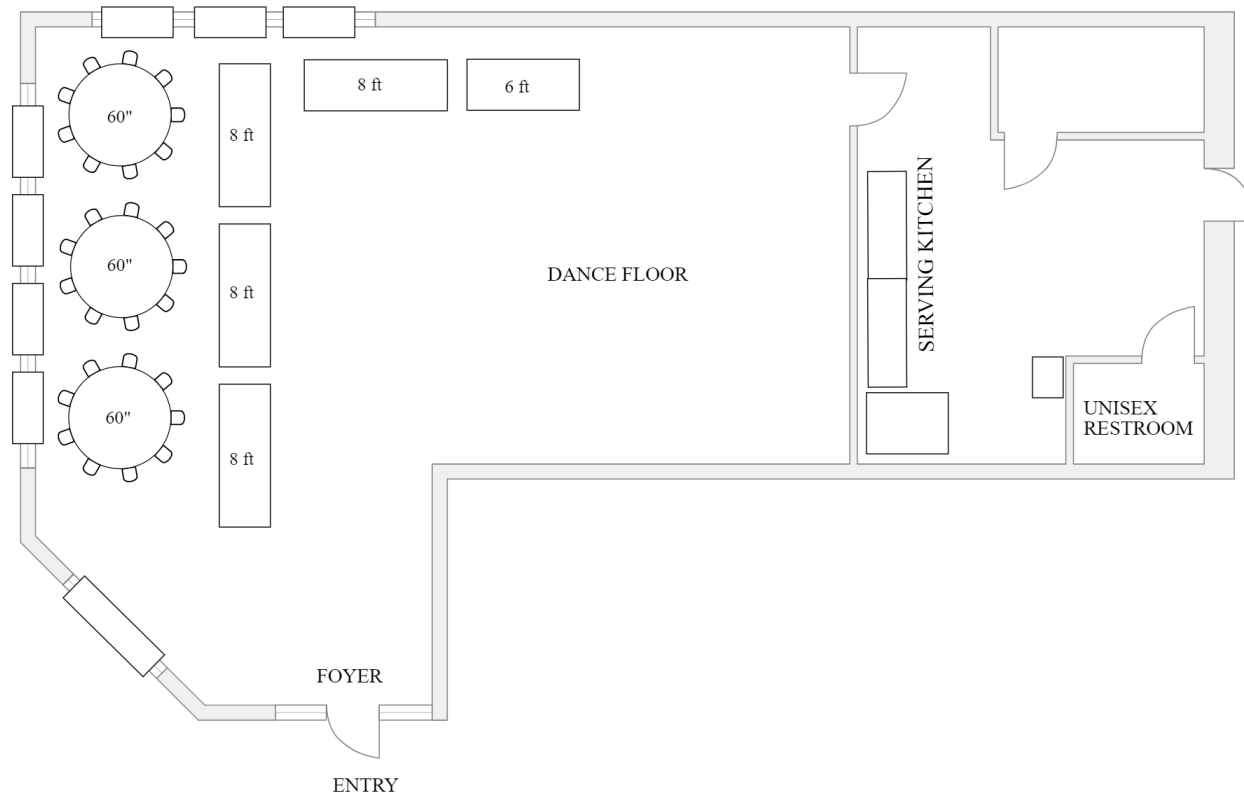 8 ft
6 ft
60"
8 ft
60"
8 ft
60"
8 ft
DANCE FLOOR
SERVING KITCHEN
UNISEX
RESTROOM
FOYER
ENTRY